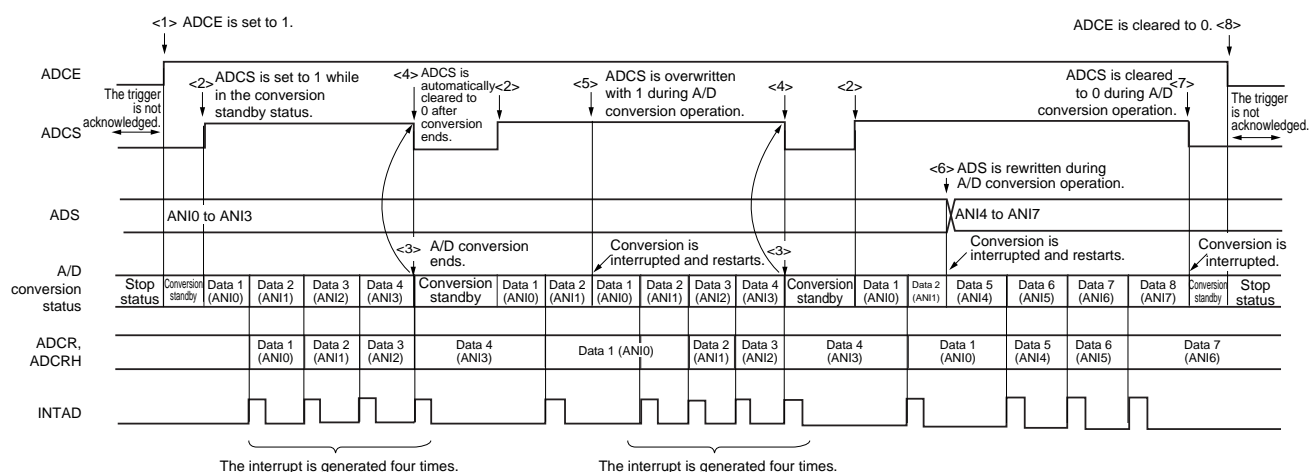 <1> ADCE is set to 1.
ADCE is cleared to 0. <8>
ADCE
The trigger
is not
acknowledged.
<2> ADCS is set to 1 while
in the conversion
standby status.
<4> ADCS is
automatically
cleared to
0 after
conversion
ends.
<2>
<5> ADCS is overwritten
with 1 during A/D
conversion operation.
<4>
<2>
ADCS is cleared <7>
to 0 during A/D
conversion operation.
The trigger
is not
acknowledged.
ADCS
<6> ADS is rewritten during
A/D conversion operation.
ADS
ANI0 to ANI3
ANI4 to ANI7
<3> A/D conversion
ends.
Conversion is
interrupted and restarts.
<3>
Conversion is
interrupted and restarts.
Conversion is
interrupted.
A/D
conversion
status
Stop
status
Conversion
standby
Data 1
(ANI0)
Data 2
(ANI1)
Data 3
(ANI2)
Data 4
(ANI3)
Conversion
standby
Data 1
(ANI0)
Data 2
(ANI1)
Data 1
(ANI0)
Data 2
(ANI1)
Data 3
(ANI2)
Data 4
(ANI3)
Conversion
standby
Data 1
(ANI0)
Data 2
(ANI1)
Data 5
(ANI4)
Data 6
(ANI5)
Data 7
(ANI6)
Data 8
(ANI7)
Conversion
standby
Stop
status
ADCR,
ADCRH
Data 1
(ANI0)
Data 2
(ANI1)
Data 3
(ANI2)
Data 4
(ANI3)
Data 1 (ANI0)
Data 2
(ANI1)
Data 3
(ANI2)
Data 4
(ANI3)
Data 1
(ANI0)
Data 5
(ANI4)
Data 6
(ANI5)
Data 7
(ANI6)
INTAD
The interrupt is generated four times.
The interrupt is generated four times.